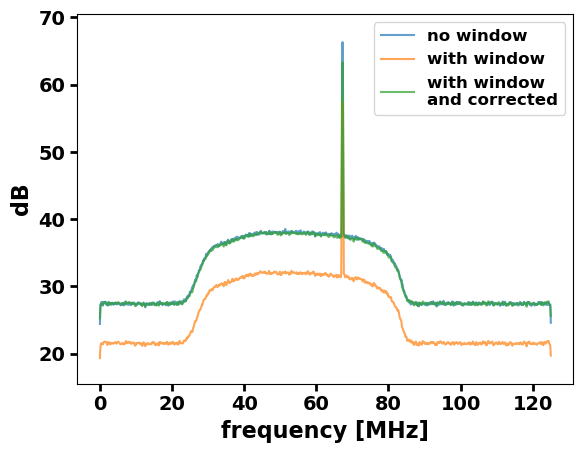 70
60
50
40
30
20
dB
no window
with window
with window
and corrected
0 20 40 60 80 100 120
frequency [MHz]